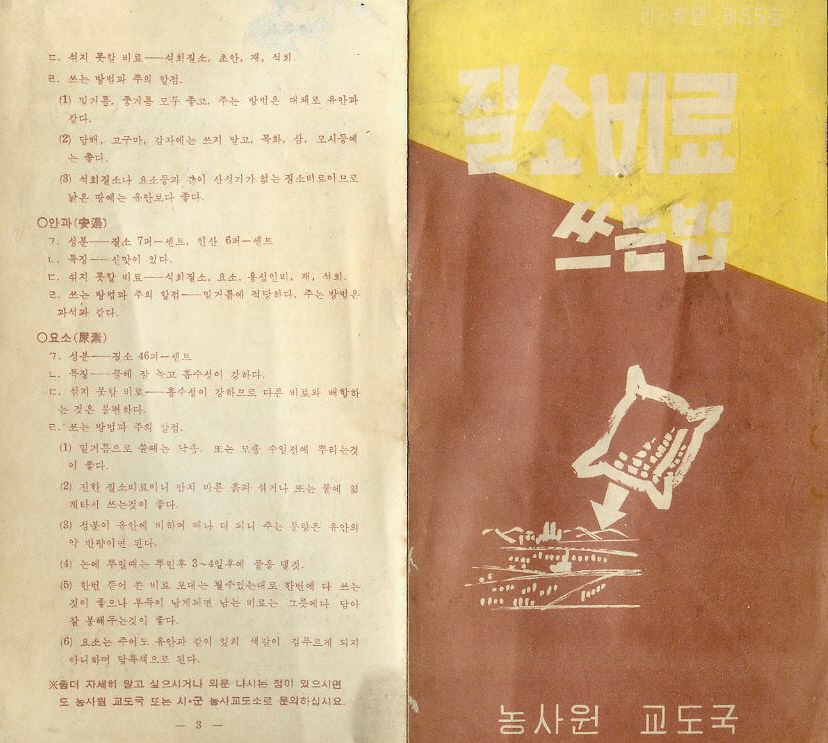 ㄷ. 섞지 못할 비료──석회질소, 초안, 재, 석회.
ㄹ. 쓰는 방법과 주의 할점.
(1) 밑거름, 웃거름 모두 좋고, 주는 방법은 대체로 유안과
같다.
(2) 담배, 고구마, 감자에는 쓰지 말고, 목화, 삼, 모시등에
는 좋다.
(3) 석회질소나 요소등과 같이 산성기가 없는 질소비료이므로
낡은 땅에는 유안보다 좋다.
○안과(安過)
ㄱ. 성분──질소 7퍼─센트, 인산 6퍼─센트
ㄴ. 특징──신맛이 있다.
ㄷ. 섞지 못할 비료──석회질소, 요소, 용성인비, 재, 석회.
ㄹ. 쓰는 방법과 주의 할점──밑거름에 적당하다, 주는 방법은
과석과 같다.
○요소(尿素)
ㄱ. 성분──질소 46퍼─센트
ㄴ. 특징──물에 잘 녹고 흡수성이 강하다.
ㄷ. 섞지 못할 비료──흡수성이 강하므로 다른 비료와 배합하
는 것은 불편하다.
ㄹ. 쓰는 방법과 주의 할점.
(1) 밑거름으로 쓸때는 낙종, 또는 모종 수일전에 뿌리는것
이 좋다.
(2) 진한 질소비료이니 만치 마른 흙과 섞거나 또는 물에 엷
게타서 쓰는것이 좋다.
(3) 성분이 유안에 비하여 배나 더 되니 주는 분량은 유안의
약 반량이면 된다.
(4) 논에 뿌릴때는 뿌린후 3~4일후에 물을 댈것.
(5) 한번 뜯어 논 비료 포대는 될수있는대로 한번에 다 쓰는
것이 좋으나 부득이 남게되면 남는 비료는 그릇에다 담아
잘 봉해두는것이 좋다.
(6) 요소는 주어도 유안과 같이 잎의 색갈이 검푸르게 되지
아니하며 담록색으로 된다.
※좀더 자세히 알고 싶으시거나 의문 나시는 점이 있으시면
도 농사원 교도국 또는 시·군 농사교도소로 문의하십시요.
─ 3 ─
리─후렡 제55호
질소비료
쓰는법
농사원 교도국